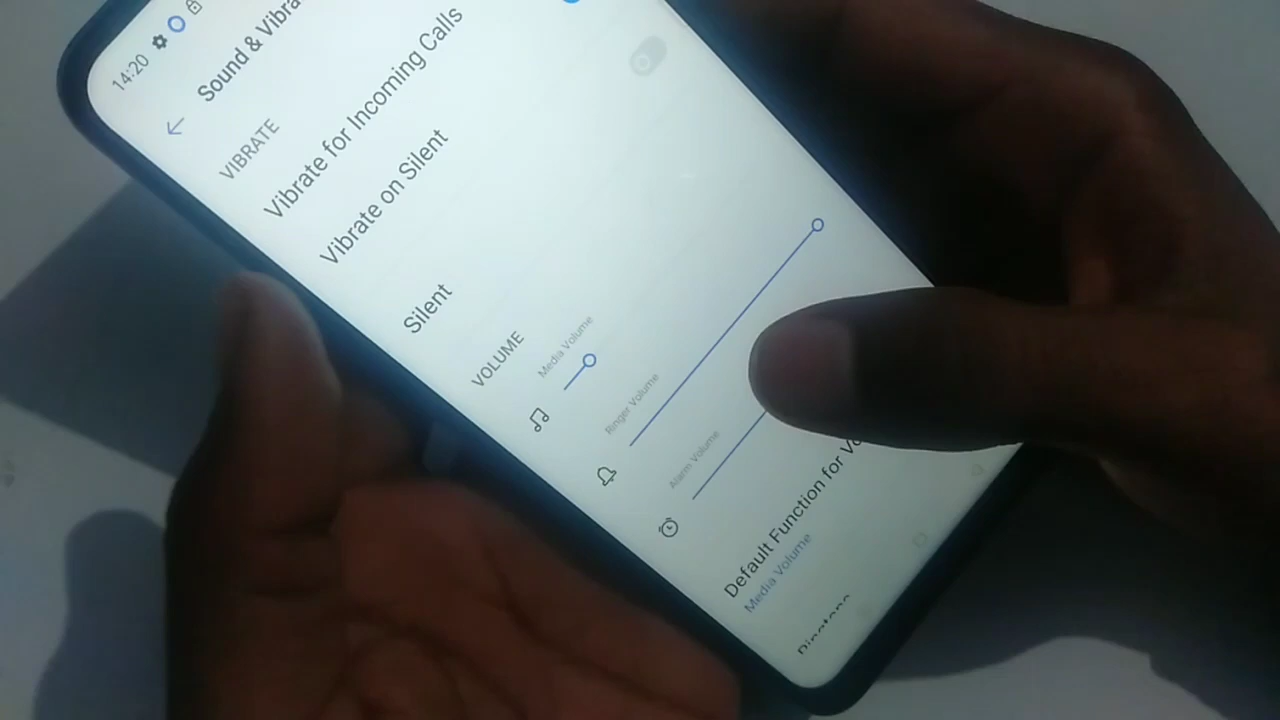 14:20
Sound & Vibra
VIBRATE
Vibrate for Incoming Calls
Vibrate on Silent
Silent
VOLUME
Media Volume
Ringer Volume
Alarm Volume
Default Function for Vo
Media Volume
Ringtone